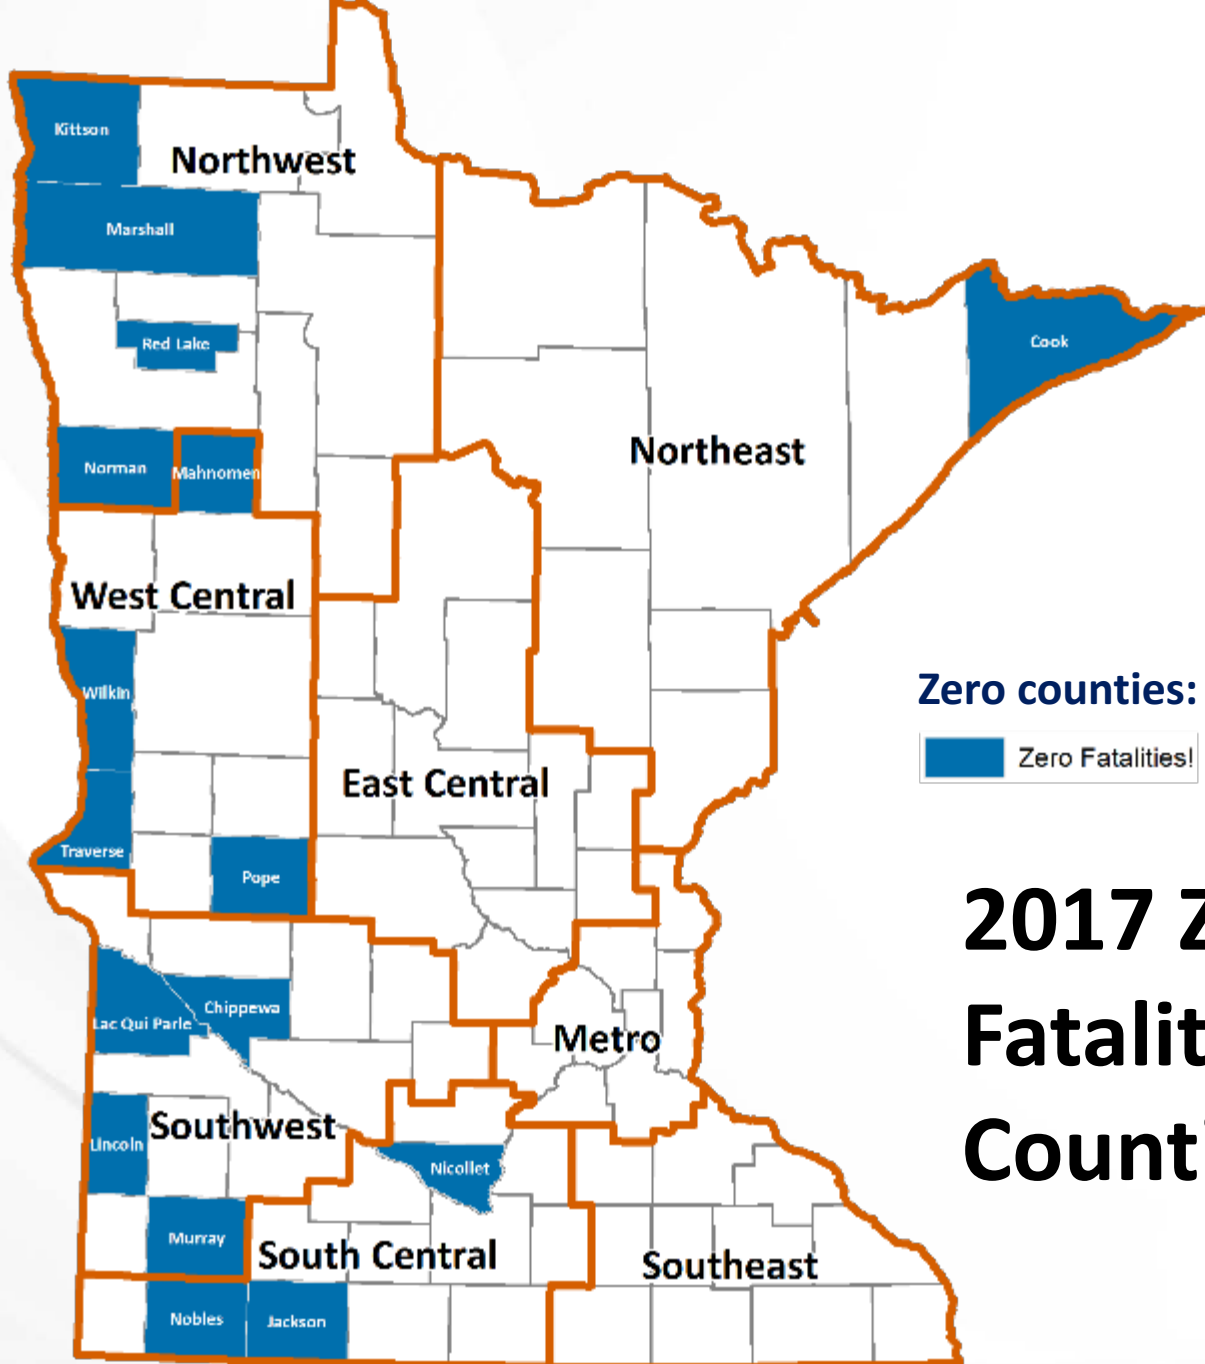 Kittson
Northwest
Marshall
Red Lake
Cook
Norman
Mahnomen
Northeast
West Central
Wilkin
Zero counties:
Zero Fatalities!
East Central
Traverse
Pope
2017 Z
Fatalit
Counti
Chippewa
Lac Qui Parle
Metro
Southwest
Lincoln
Nicollet
Murray
South Central
Southeast
Nobles
Jackson